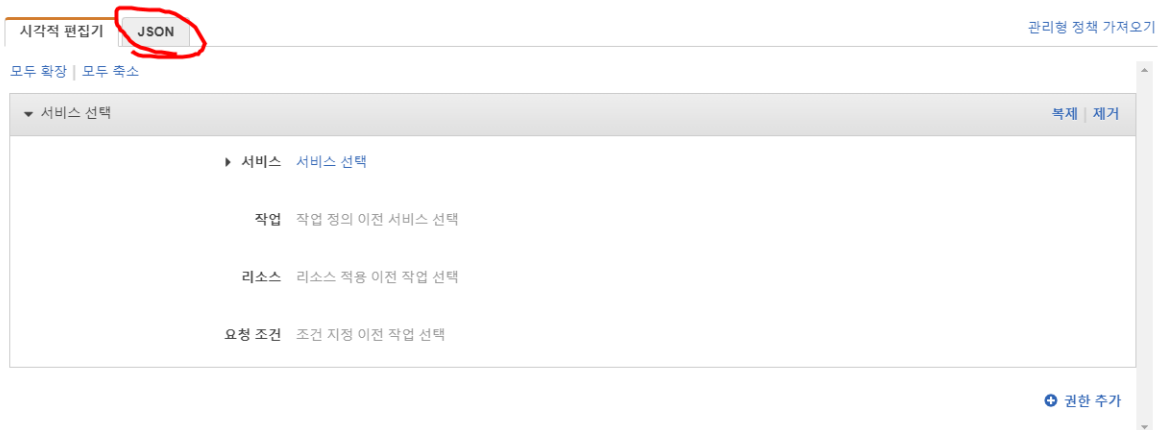 시각적 편집기 JSON 관리형 정책 가져오기
모두 확장 | 모두 축소
서비스 선택 복제 | 제거
서비스 서비스 선택
작업 작업 정의 이전 서비스 선택
리소스 리소스 적용 이전 작업 선택
요청 조건 조건 지정 이전 작업 선택
권한 추가